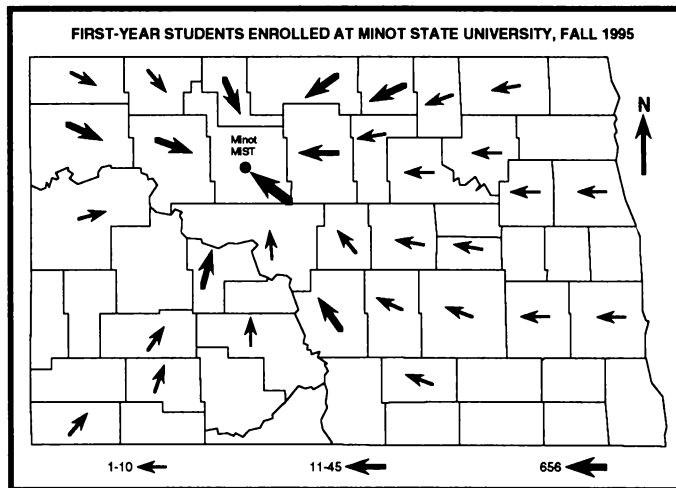 FIRST-YEAR STUDENTS ENROLLED AT MINOT STATE UNIVERSITY, FALL 1995
N
Minot
MIST
1-10
11-45
656